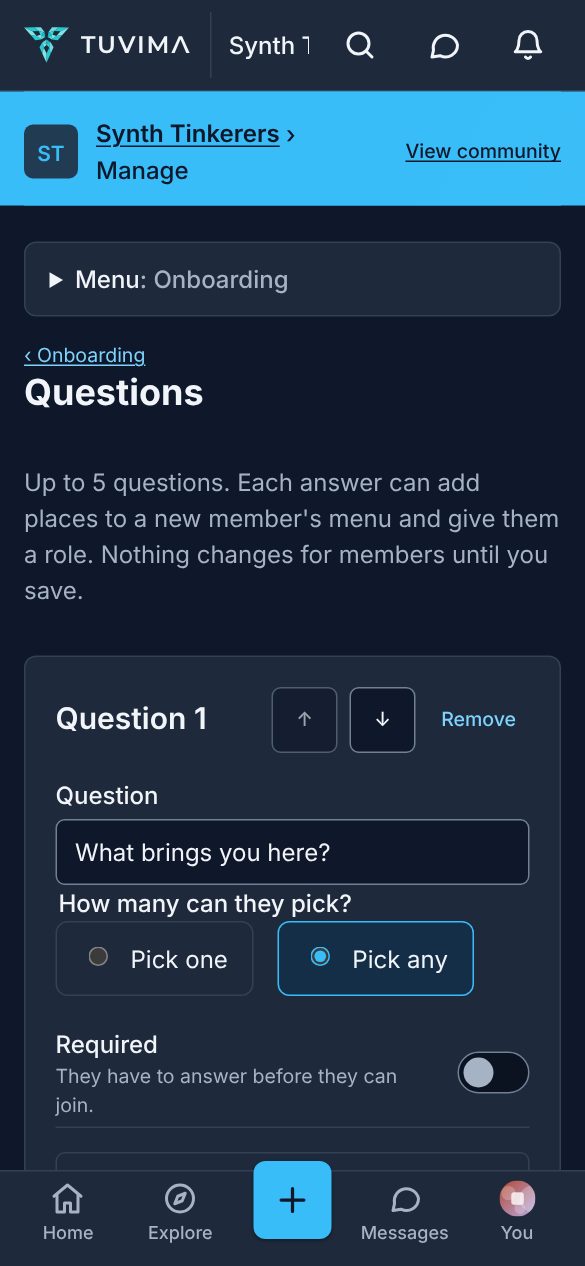 TUVIMA
Synth T
ST
Synth Tinkerers ›
Manage
View community
Menu: Onboarding
‹ Onboarding
Questions
Up to 5 questions. Each answer can add
places to a new member's menu and give them
a role. Nothing changes for members until you
save.
Question 1
↑
↓
Remove
Question
What brings you here?
How many can they pick?
Pick one
Pick any
Required
They have to answer before they can
join.
Home
Explore
Messages
You